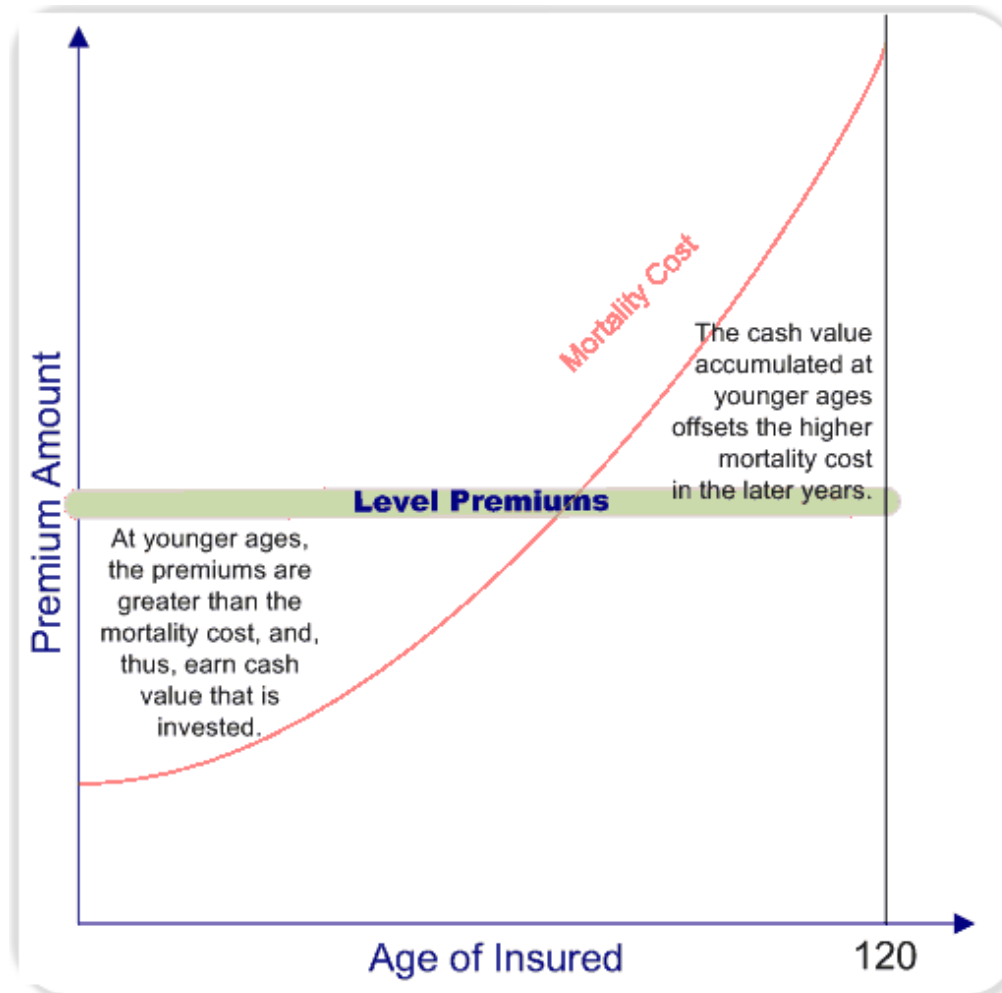 Premium Amount
Mortality Cost
The cash value
accumulated at
younger ages
offsets the higher
mortality cost
in the later years.
Level Premiums
At younger ages,
the premiums are
greater than the
mortality cost, and,
thus, earn cash
value that is
invested.
Age of Insured
120